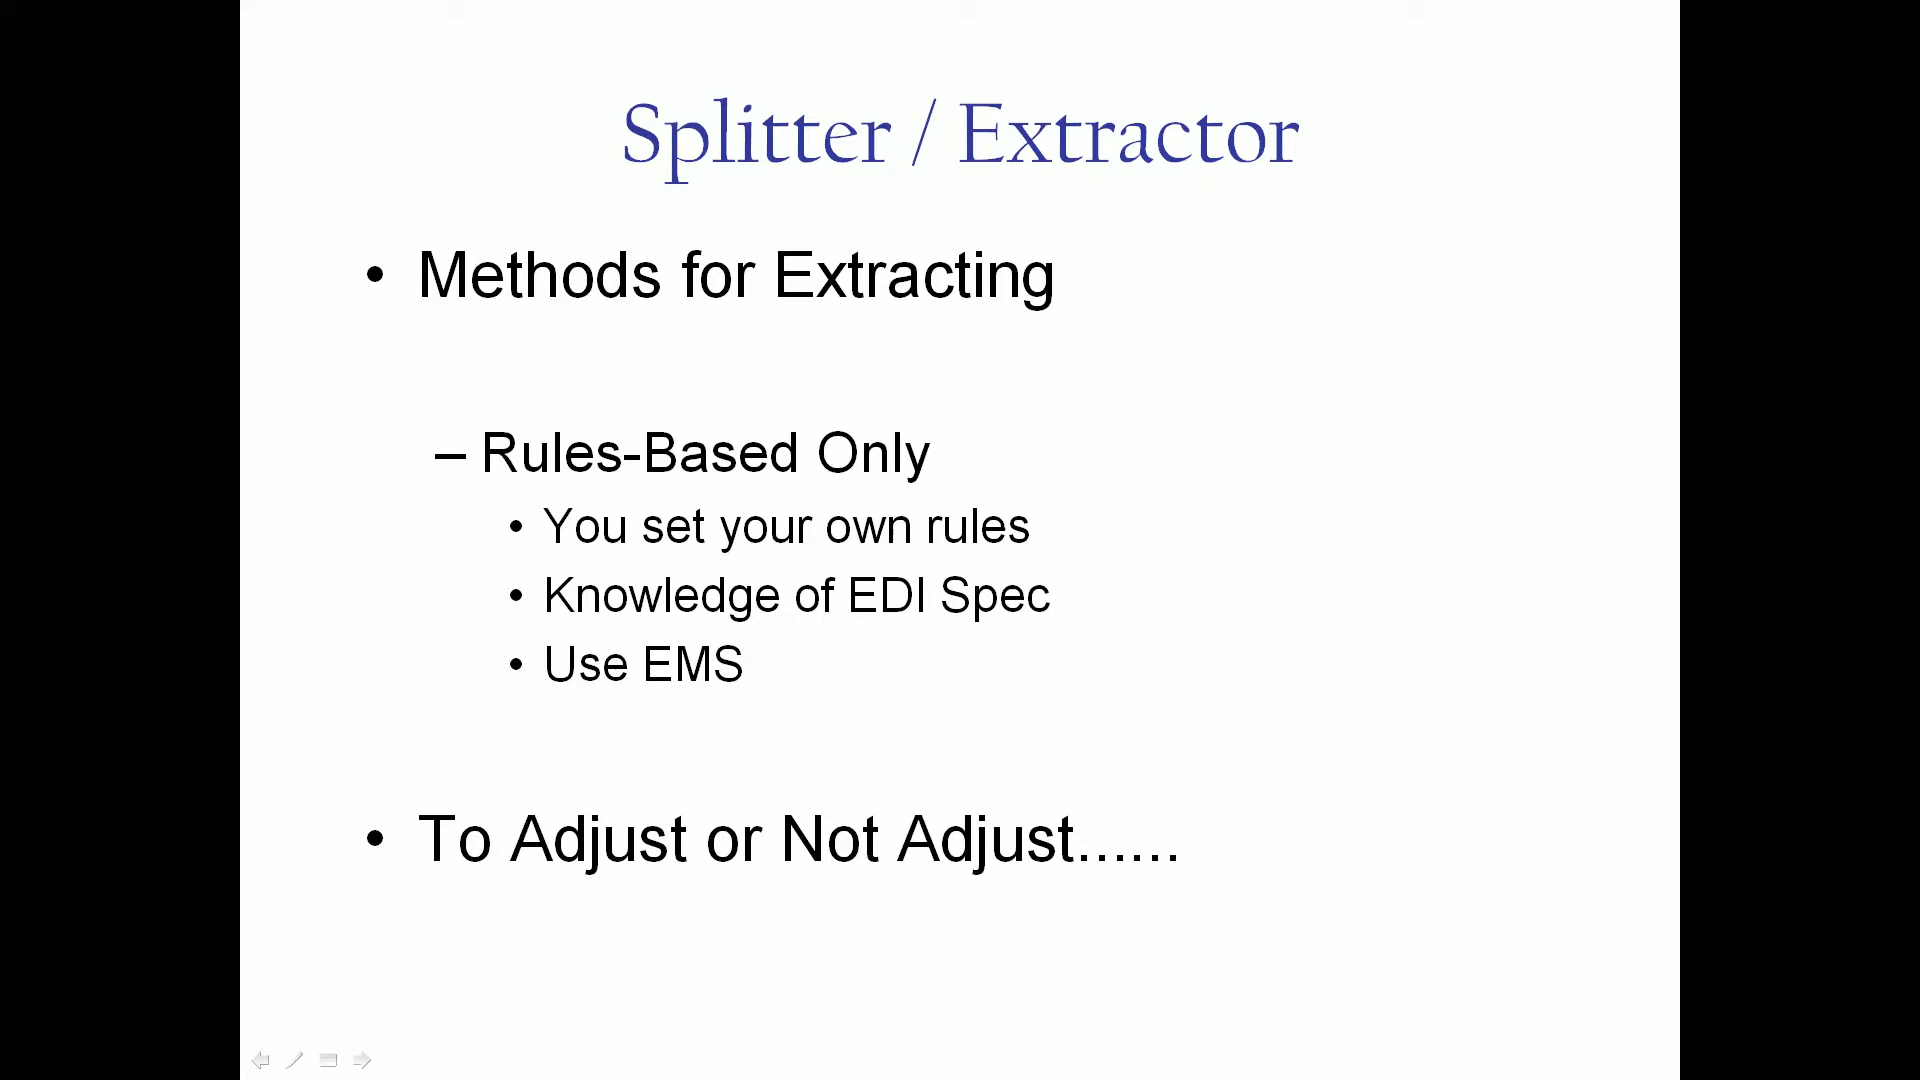 Splitter / Extractor
• Methods for Extracting
– Rules-Based Only
• You set your own rules
• Knowledge of EDI Spec
• Use EMS
• To Adjust or Not Adjust......